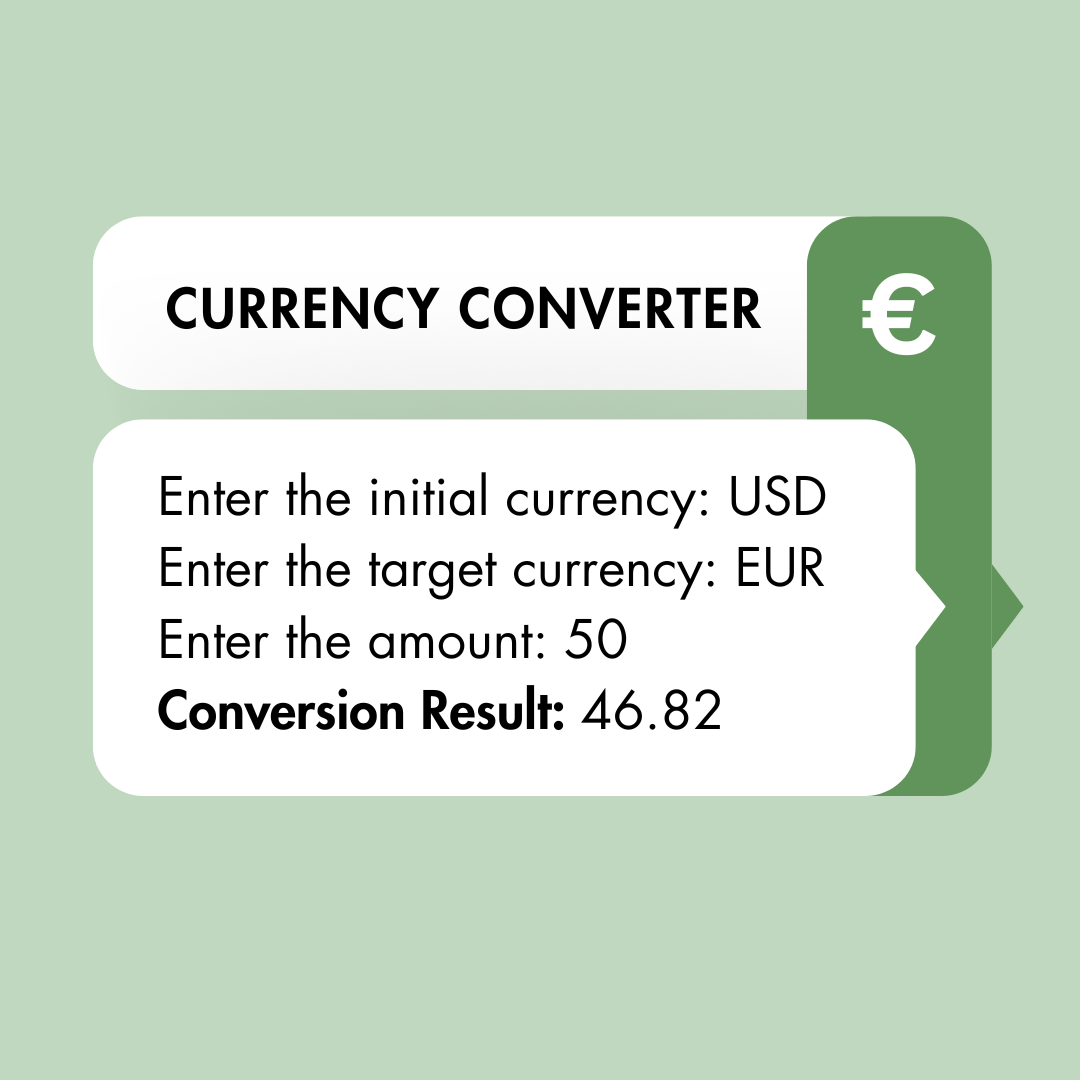 CURRENCY CONVERTER
€
Enter the initial currency: USD
Enter the target currency: EUR
Enter the amount: 50
Conversion Result: 46.82